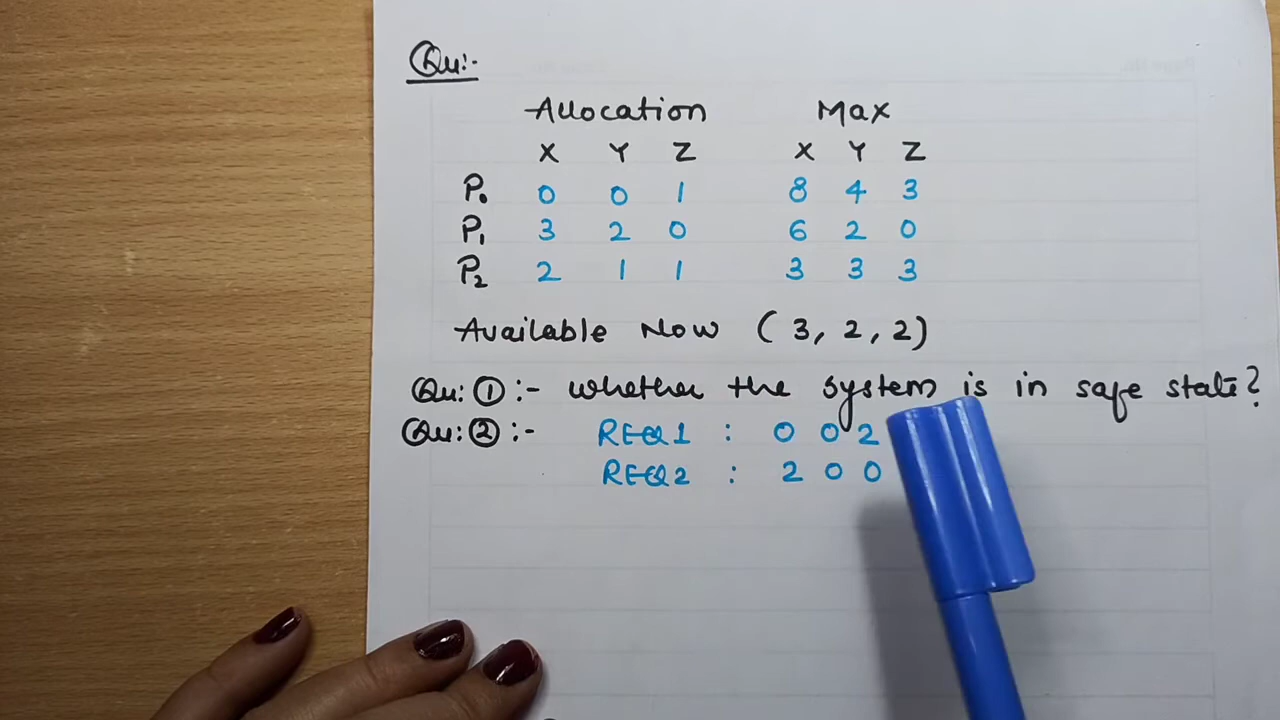 Qu:-
Allocation Max
X Y Z X Y Z
P0 0 0 1 8 4 3
P1 3 2 0 6 2 0
P2 2 1 1 3 3 3
Available Now (3, 2, 2)
Qu: ① :- whether the system is in safe state?
Qu: ② :- REQ1 : 0 0 2
REQ2 : 2 0 0